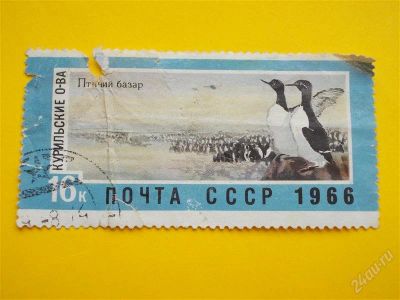 Птичий базар
КУРИЛЬСКИЕ О-ВА
16к
ПОЧТА СССР 1966
24au.ru